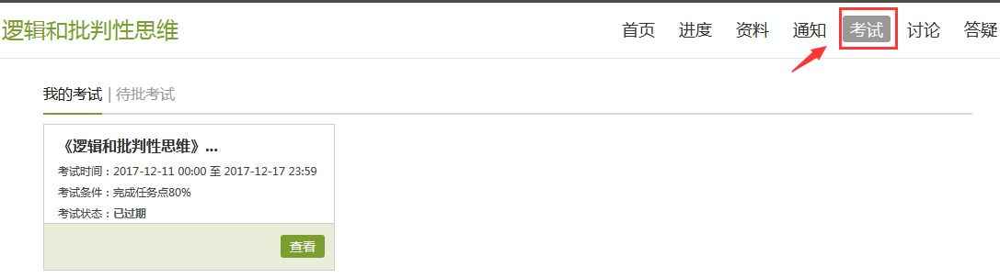 逻辑和批判性思维 首页 进度 资料 通知 考试 讨论 答疑
我的考试 | 待批考试
《逻辑和批判性思维》...
考试时间：2017-12-11 00:00 至 2017-12-17 23:59
考试条件：完成任务点80%
考试状态：已过期
查看